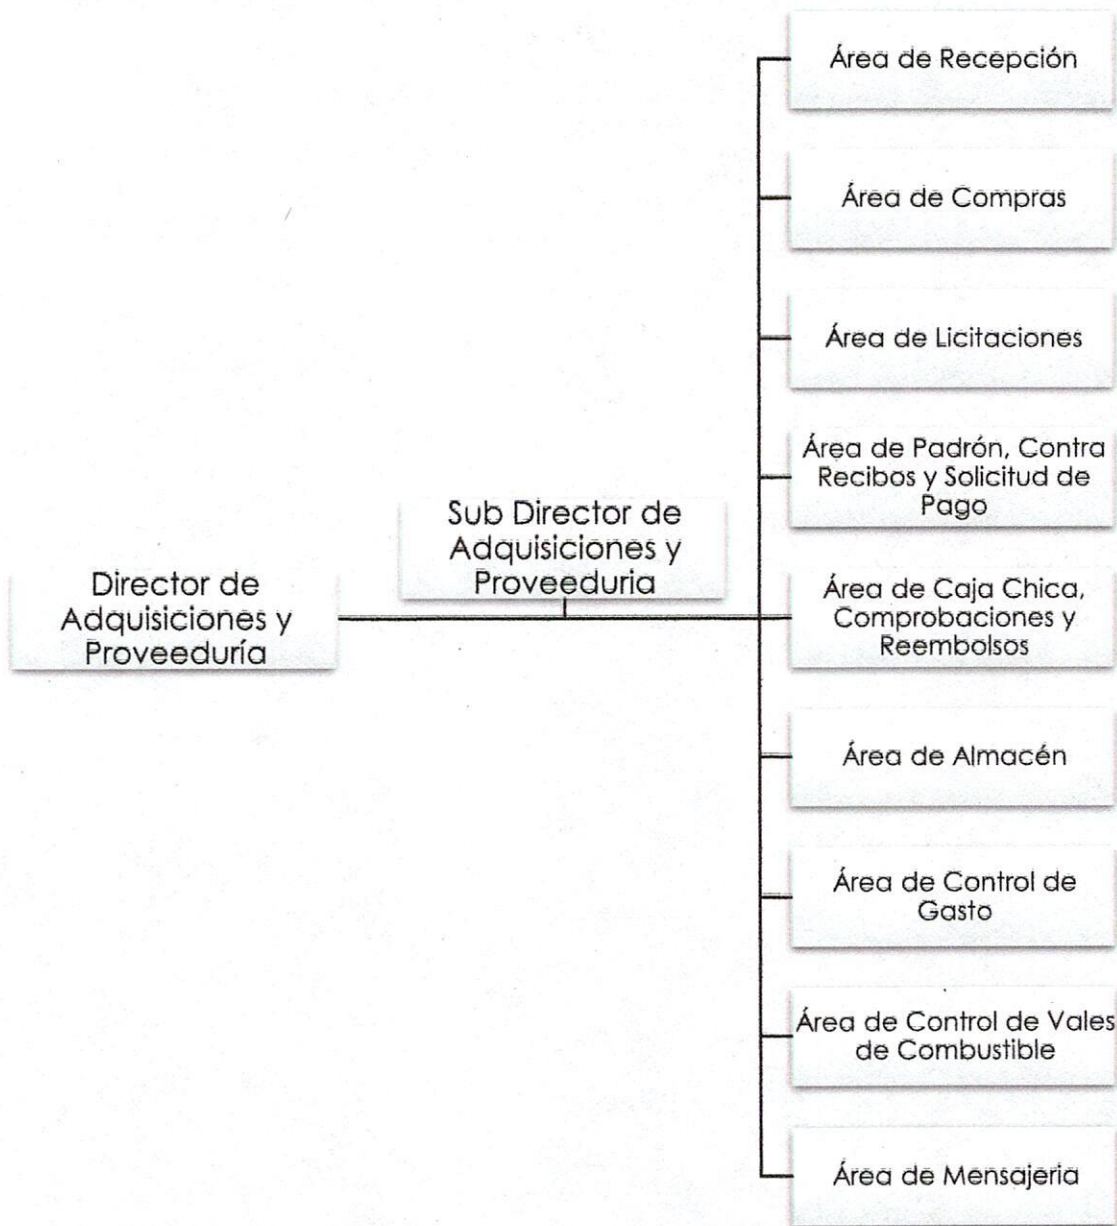 Director de
Adquisiciones y
Proveeduría
Sub Director de
Adquisiciones y
Proveeduria
Área de Recepción
Área de Compras
Área de Licitaciones
Área de Padrón, Contra
Recibos y Solicitud de
Pago
Área de Caja Chica,
Comprobaciones y
Reembolsos
Área de Almacén
Área de Control de
Gasto
Área de Control de Vales
de Combustible
Área de Mensajeria